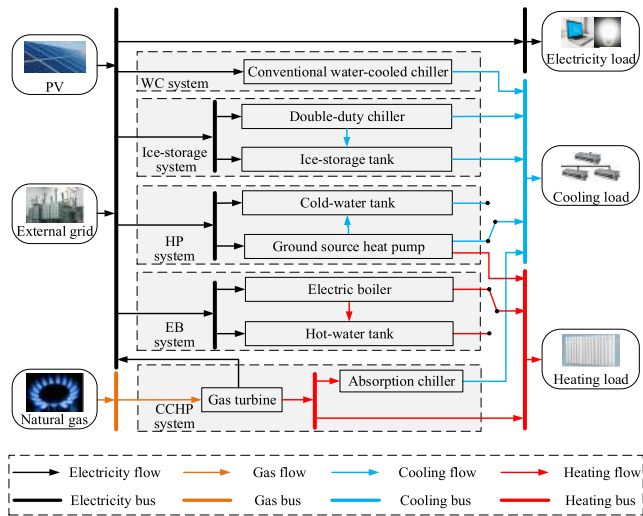 PV
External grid
Natural gas
WC system
Conventional water-cooled chiller
Ice-storage
system
Double-duty chiller
Ice-storage tank
HP
system
Cold-water tank
Ground source heat pump
EB
system
Electric boiler
Hot-water tank
CCHP
system
Gas turbine
Absorption chiller
Electricity load
Cooling load
Heating load
Electricity flow
Gas flow
Cooling flow
Heating flow
Electricity bus
Gas bus
Cooling bus
Heating bus